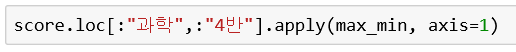 score.loc[:"과학",:"4반"].apply(max_min, axis=1)